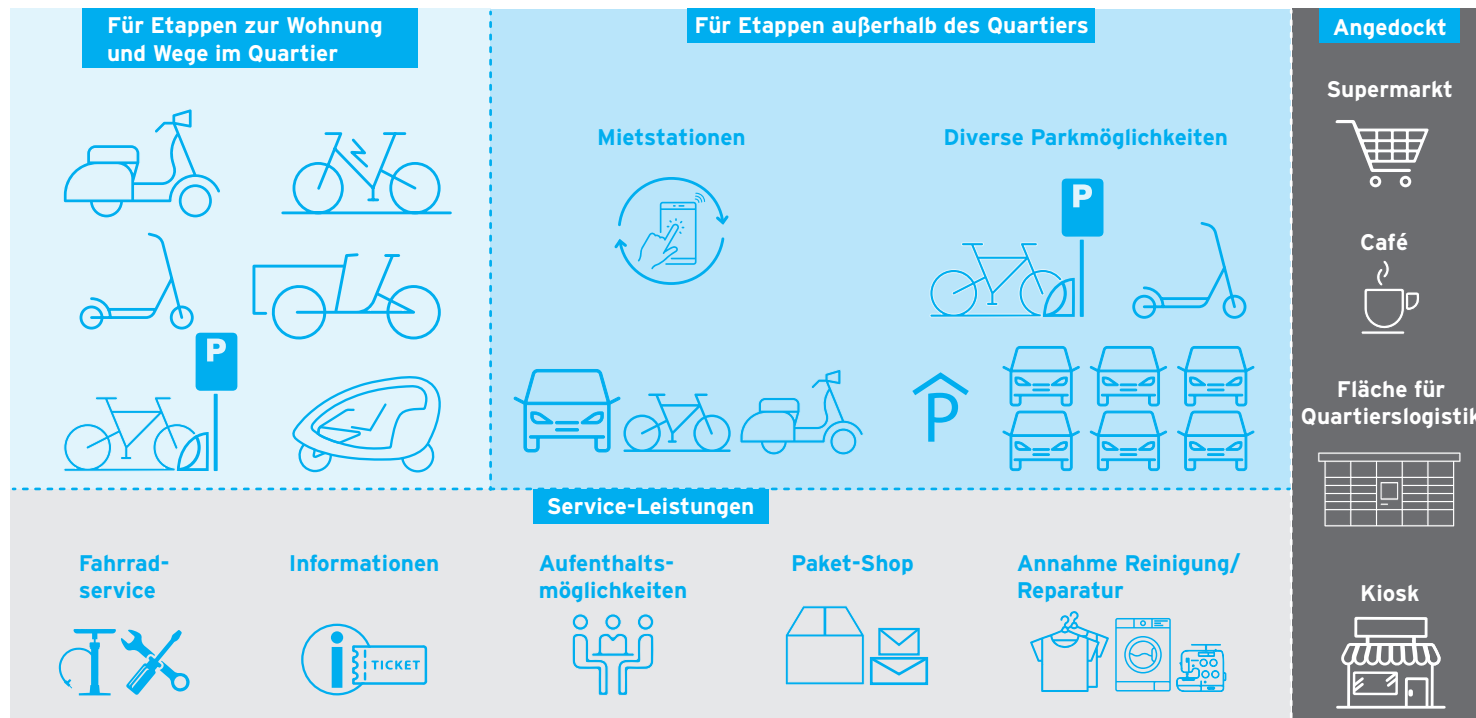 Für Etappen zur Wohnung
und Wege im Quartier
P
Für Etappen außerhalb des Quartiers
Mietstationen
Diverse Parkmöglichkeiten
P
P
Service-Leistungen
Fahrrad-
service
Informationen
i
TICKET
Aufenthalts-
möglichkeiten
Paket-Shop
Annahme Reinigung/
Reparatur
Angedockt
Supermarkt
Café
Fläche für
Quartierslogistik
Kiosk